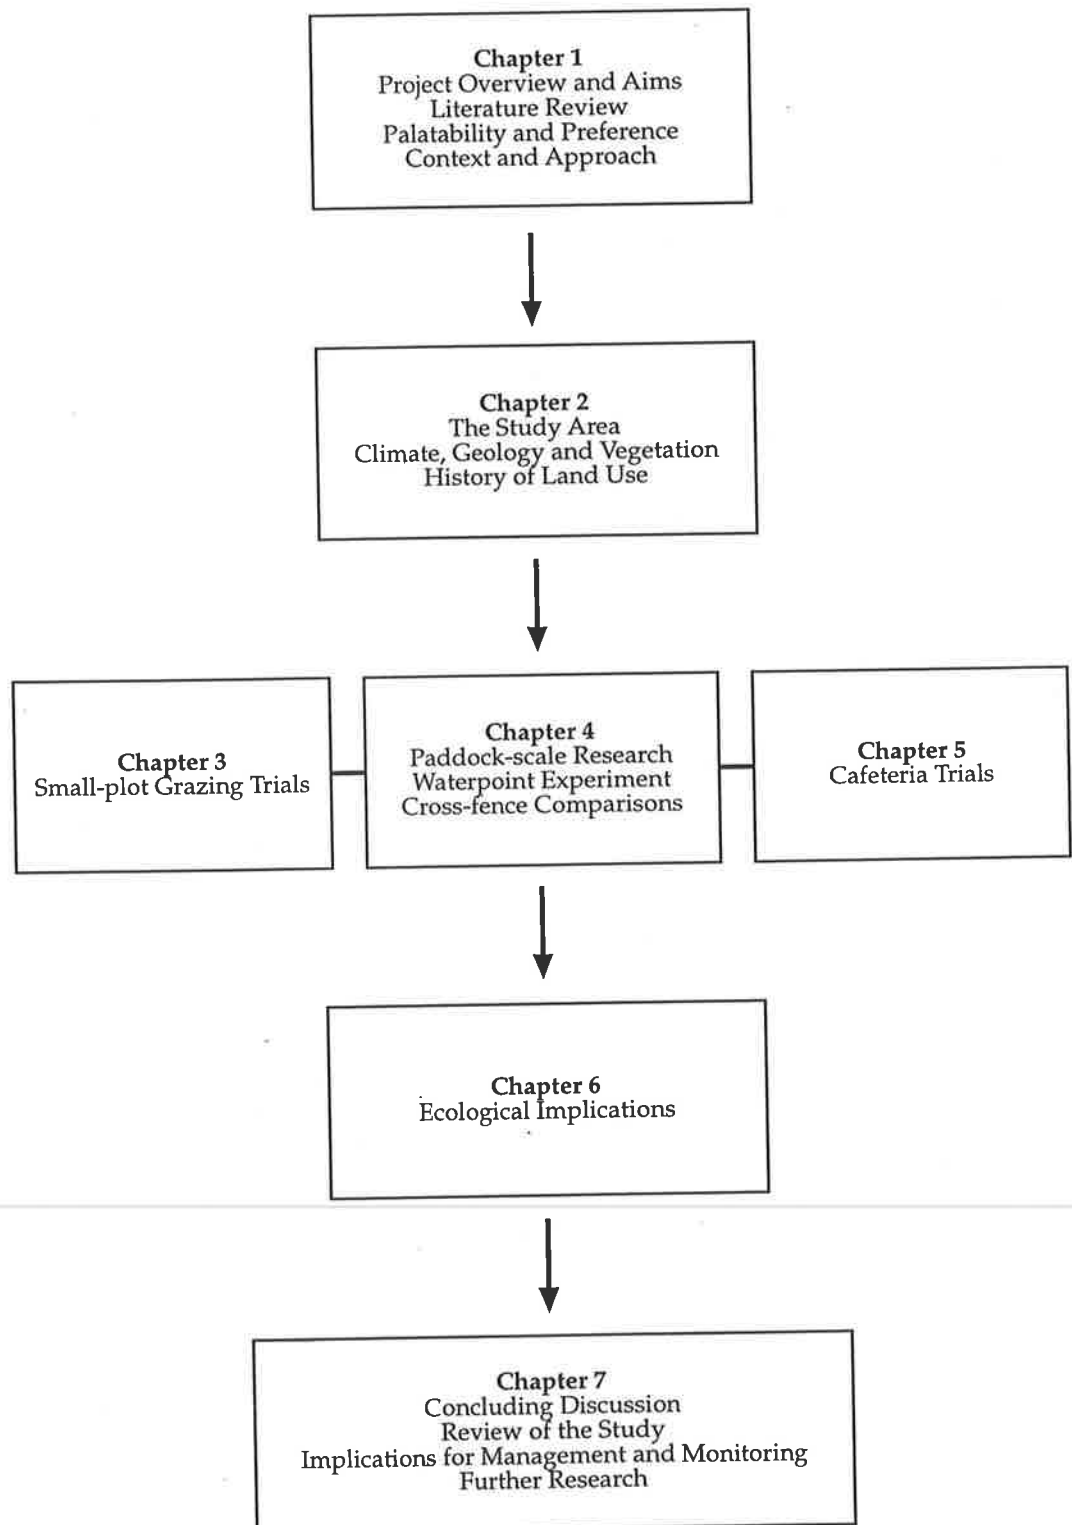 Chapter 1
Project Overview and Aims
Literature Review
Palatability and Preference
Context and Approach
Chapter 2
The Study Area
Climate, Geology and Vegetation
History of Land Use
Chapter 3
Small-plot Grazing Trials
Chapter 4
Paddock-scale Research
Waterpoint Experiment
Cross-fence Comparisons
Chapter 5
Cafeteria Trials
Chapter 6
Ecological Implications
Chapter 7
Concluding Discussion
Review of the Study
Implications for Management and Monitoring
Further Research